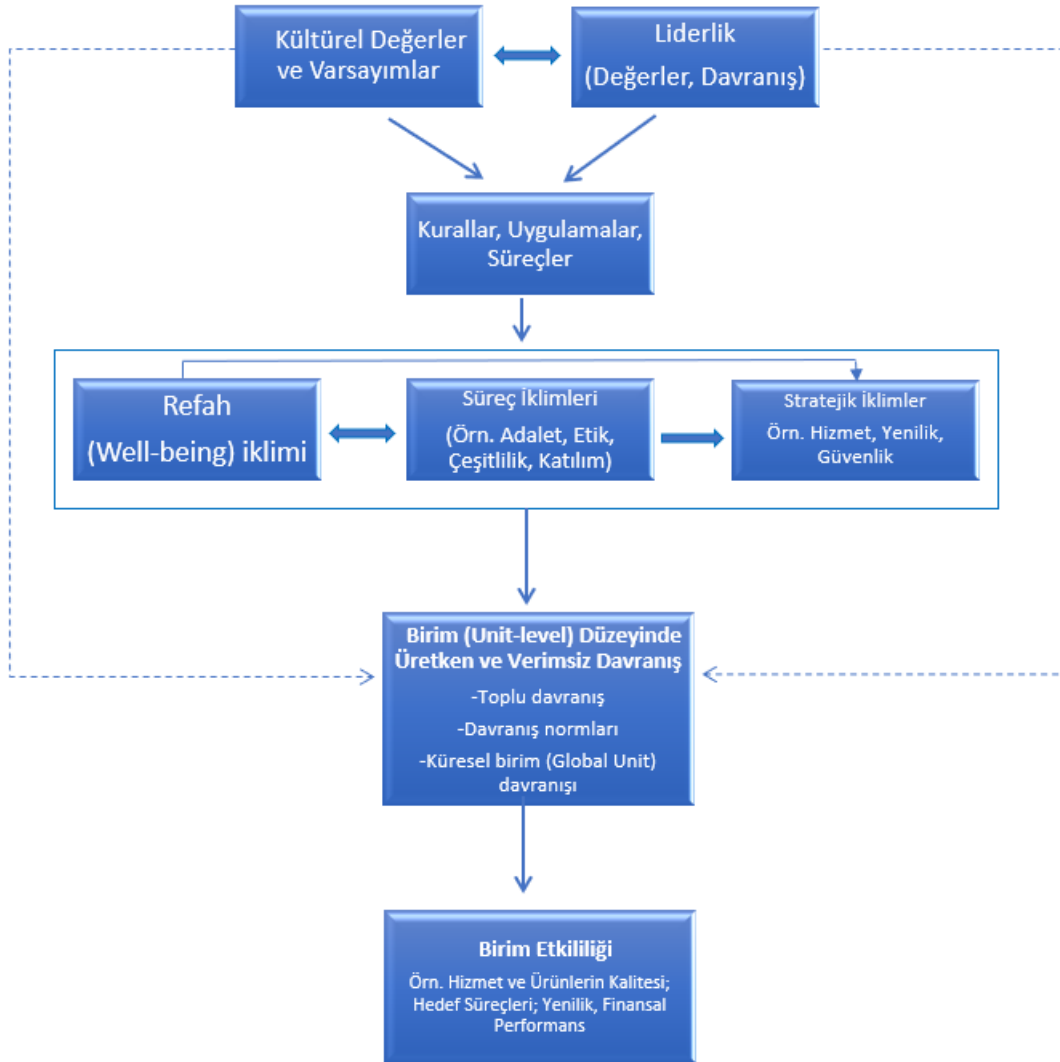 Kültürel Değerler
ve Varsayımlar
Liderlik
(Değerler, Davranış)
Kurallar, Uygulamalar,
Süreçler
Refah
(Well-being) iklimi
Süreç İklimleri
(Örn. Adalet, Etik,
Çeşitlilik, Katılım)
Stratejik İklimler
Örn. Hizmet, Yenilik,
Güvenlik
Birim (Unit-level) Düzeyinde
Üretken ve Verimsiz Davranış
-Toplu davranış
-Davranış normları
-Küresel birim (Global Unit)
davranışı
Birim Etkililiği
Örn. Hizmet ve Ürünlerin Kalitesi;
Hedef Süreçleri; Yenilik, Finansal
Performans